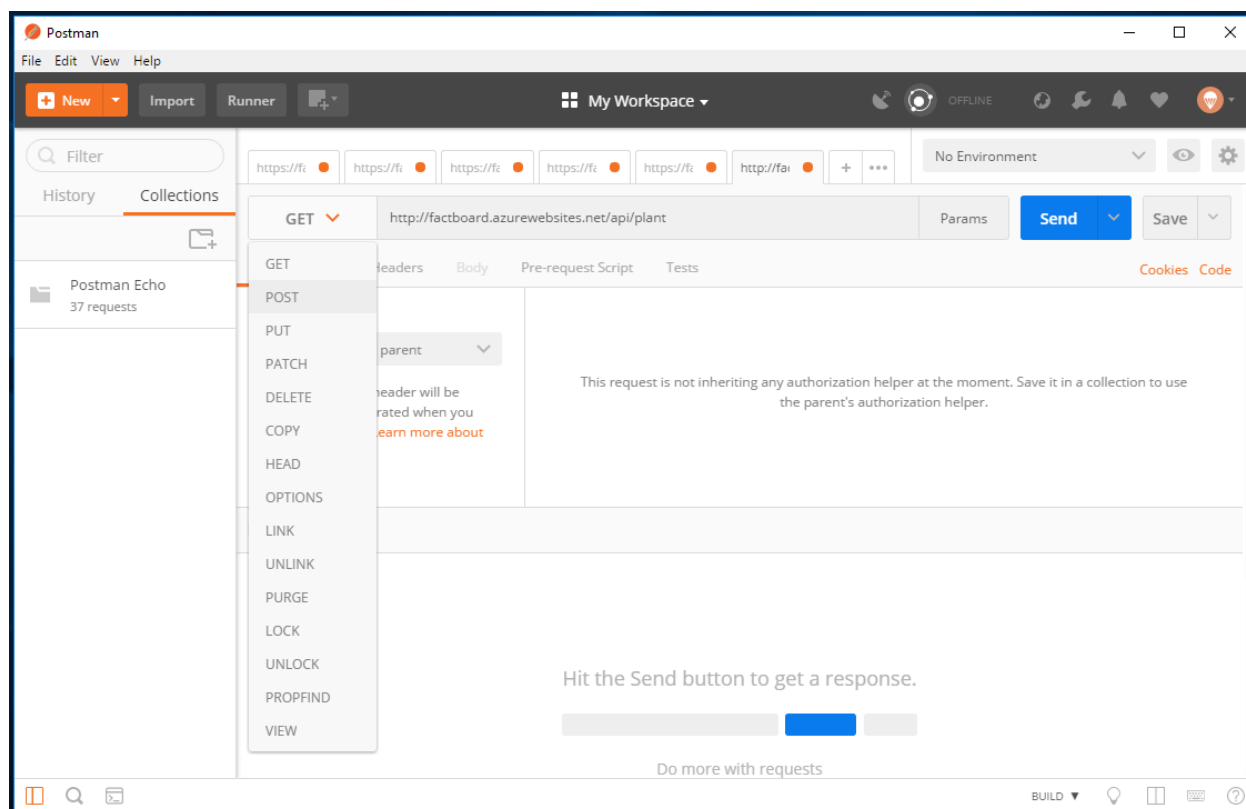 Postman
File Edit View Help
New Import Runner My Workspace OFFLINE
Filter
History Collections
Postman Echo
37 requests
https://fa https://fa https://fa https://fa https://fa http://fac + ••• No Environment
GET http://factboard.azurewebsites.net/api/plant Params Send Save
Headers Body Pre-request Script Tests Cookies Code
GET
POST
PUT
PATCH
DELETE
COPY
HEAD
OPTIONS
LINK
UNLINK
PURGE
LOCK
UNLOCK
PROPFIND
VIEW
parent
header will be
rated when you
earn more about
This request is not inheriting any authorization helper at the moment. Save it in a collection to use
the parent's authorization helper.
Hit the Send button to get a response.
Do more with requests
BUILD